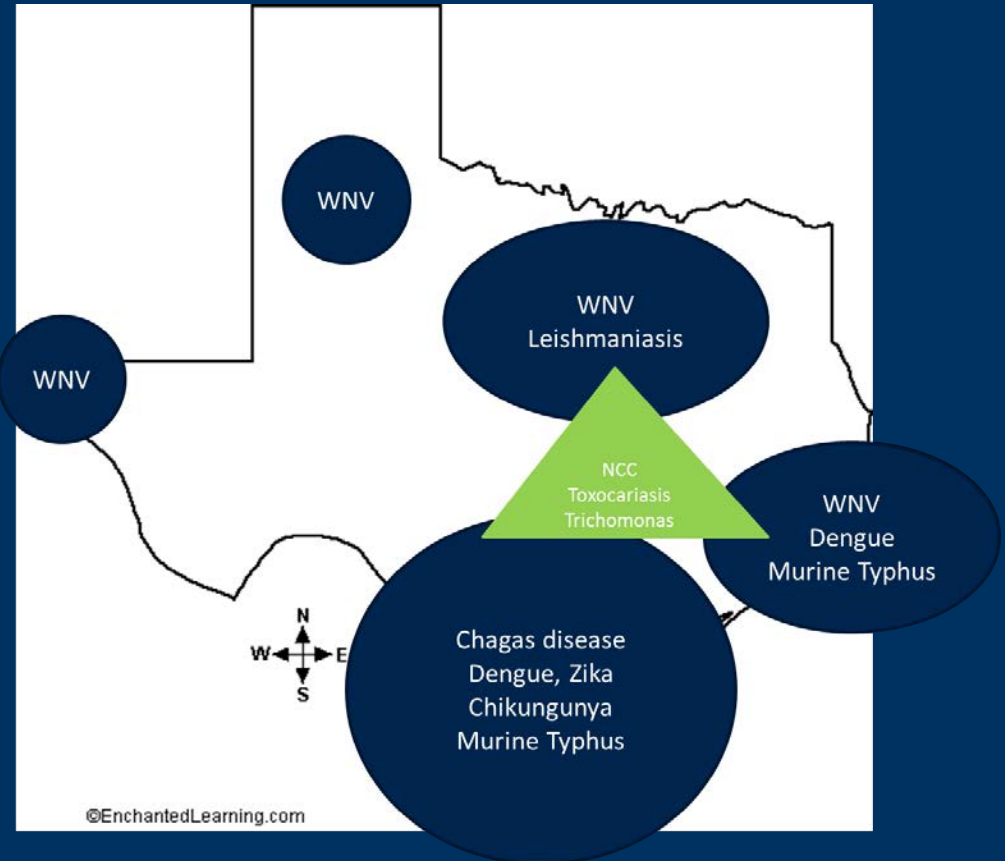 WNV
WNV
Leishmaniasis
WNV
NCC
Toxocariasis
Trichomonas
WNV
Dengue
Murine Typhus
N
W
E
S
Chagas disease
Dengue, Zika
Chikungunya
Murine Typhus
©EnchantedLearning.com